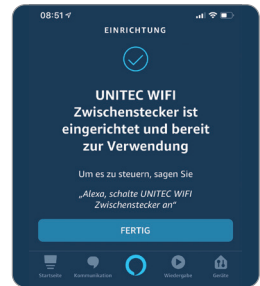 08:51
EINRICHTUNG
UNITEC WIFI
Zwischenstecker ist
eingerichtet und bereit
zur Verwendung
Um es zu steuern, sagen Sie
„Alexa, schalte UNITEC WIFI
Zwischenstecker an“
FERTIG
Startseite Kommunikation Wiedergabe Geräte